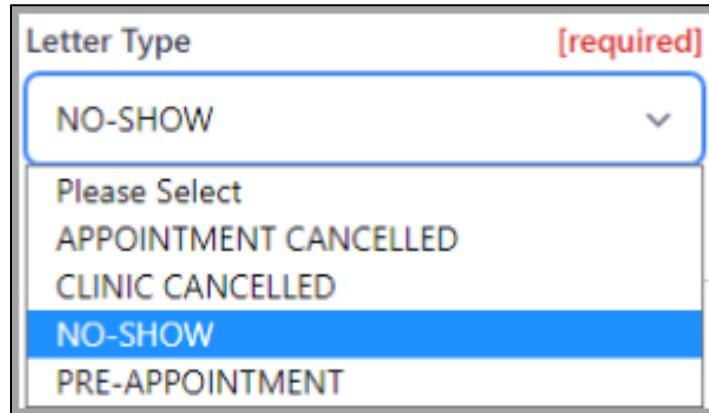 Letter Type [required]
NO-SHOW
Please Select
APPOINTMENT CANCELLED
CLINIC CANCELLED
NO-SHOW
PRE-APPOINTMENT